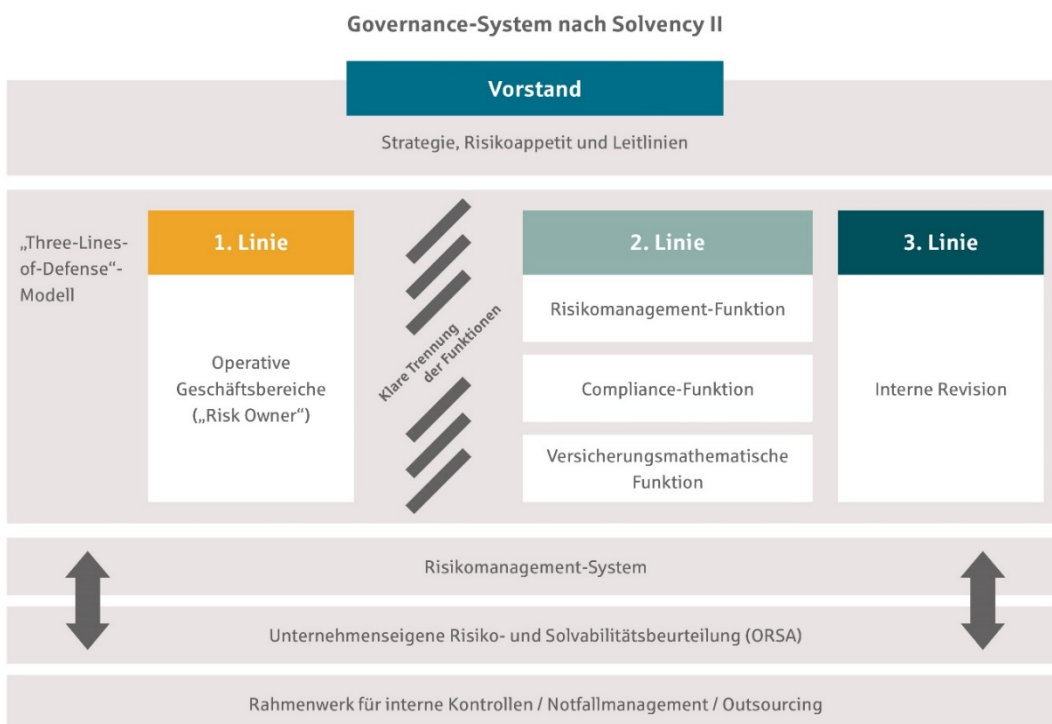 Governance-System nach Solvency II
Vorstand
Strategie, Risikoappetit und Leitlinien
„Three-Lines-
of-Defense“-
Modell
1. Linie
Operative
Geschäftsbereiche
(„Risk Owner“)
Klare Trennung
der Funktionen
2. Linie
Risikomanagement-Funktion
Compliance-Funktion
Versicherungsmathematische
Funktion
3. Linie
Interne Revision
Risikomanagement-System
Unternehmenseigene Risiko- und Solvabilitätsbeurteilung (ORSA)
Rahmenwerk für interne Kontrollen / Notfallmanagement / Outsourcing